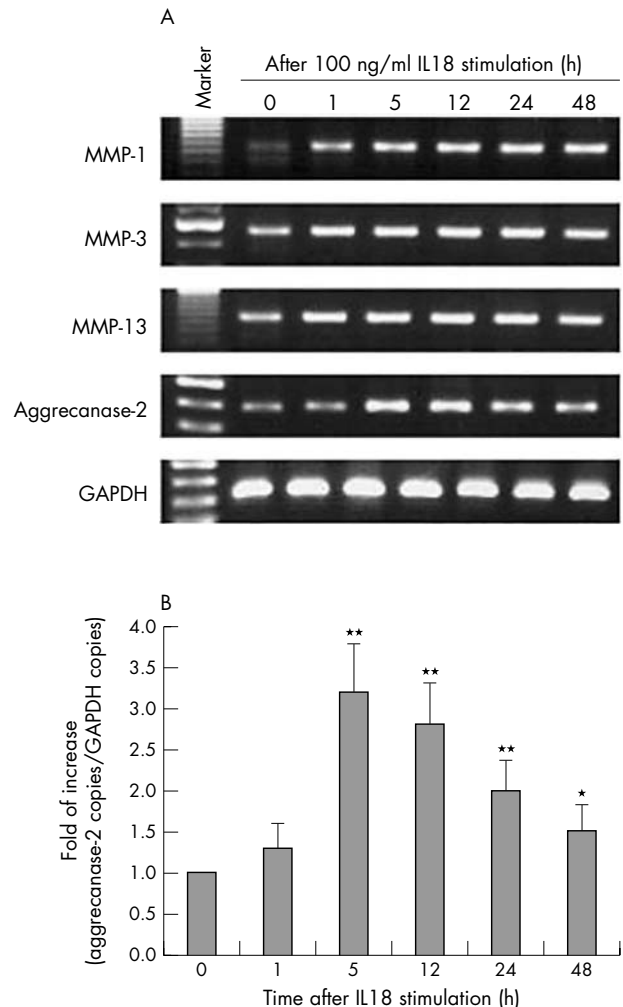 A
Marker
After 100 ng/ml IL18 stimulation (h)
0 1 5 12 24 48
MMP-1
MMP-3
MMP-13
Aggrecanase-2
GAPDH
B
Fold of increase
(aggrecanase-2 copies/GAPDH copies)
4.0
3.5
3.0
2.5
2.0
1.5
1.0
0.5
0.0
★★
★★
★★
★
0 1 5 12 24 48
Time after IL18 stimulation (h)